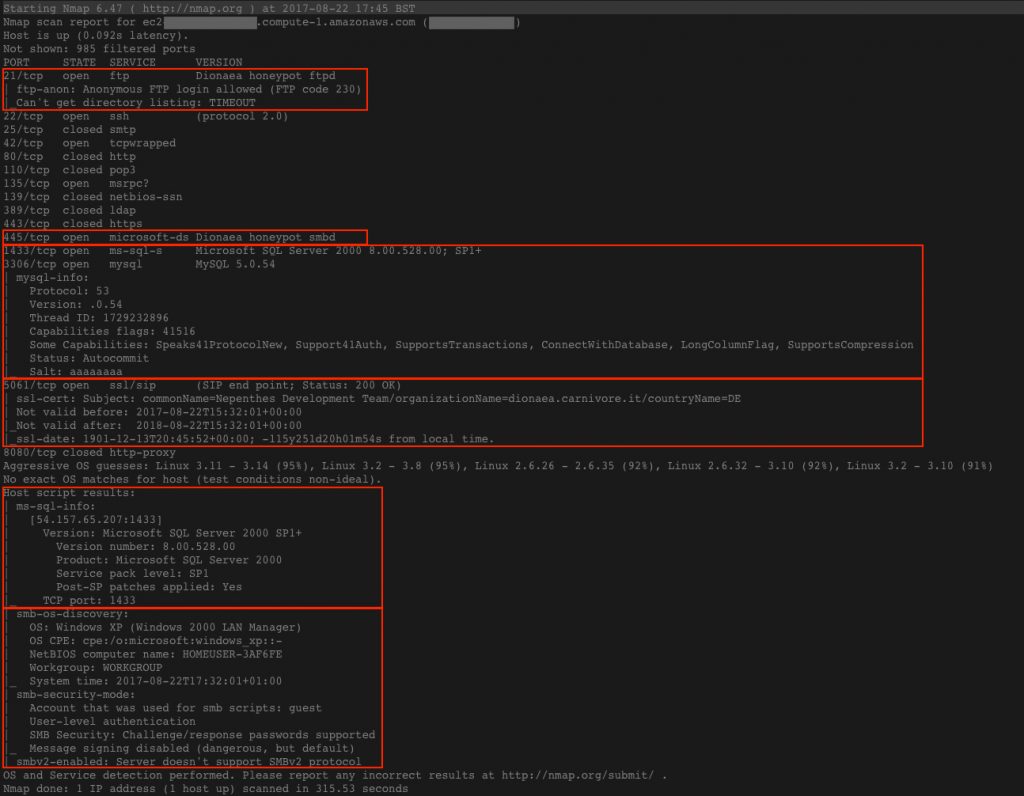 Starting Nmap 6.47 ( http://nmap.org ) at 2017-08-22 17:45 BST
Nmap scan report for ec2 .compute-1.amazonaws.com ( )
Host is up (0.092s latency).
Not shown: 985 filtered ports
PORT STATE SERVICE VERSION
21/tcp open ftp Dionaea honeypot ftpd
| ftp-anon: Anonymous FTP login allowed (FTP code 230)
|_Can't get directory listing: TIMEOUT
22/tcp open ssh (protocol 2.0)
25/tcp closed smtp
42/tcp open tcpwrapped
80/tcp closed http
110/tcp closed pop3
135/tcp open msrpc?
139/tcp closed netbios-ssn
389/tcp closed ldap
443/tcp closed https
445/tcp open microsoft-ds Dionaea honeypot smbd
1433/tcp open ms-sql-s Microsoft SQL Server 2000 8.00.528.00; SP1+
3306/tcp open mysql MySQL 5.0.54
| mysql-info:
| Protocol: 53
| Version: .0.54
| Thread ID: 1729232896
| Capabilities flags: 41516
| Some Capabilities: Speaks41ProtocolNew, Support41Auth, SupportsTransactions, ConnectWithDatabase, LongColumnFlag, SupportsCompression
| Status: Autocommit
|_ Salt: aaaaaaaa
5061/tcp open ssl/sip (SIP end point; Status: 200 OK)
| ssl-cert: Subject: commonName=Nepenthes Development Team/organizationName=dionaea.carnivore.it/countryName=DE
| Not valid before: 2017-08-22T15:32:01+00:00
|_Not valid after: 2018-08-22T15:32:01+00:00
|_ssl-date: 1901-12-13T20:45:52+00:00; -115y251d20h01m54s from local time.
8080/tcp closed http-proxy
Aggressive OS guesses: Linux 3.11 - 3.14 (95%), Linux 3.2 - 3.8 (95%), Linux 2.6.26 - 2.6.35 (92%), Linux 2.6.32 - 3.10 (92%), Linux 3.2 - 3.10 (91%)
No exact OS matches for host (test conditions non-ideal).
Host script results:
| ms-sql-info:
| [54.157.65.207:1433]
| Version: Microsoft SQL Server 2000 SP1+
| Version number: 8.00.528.00
| Product: Microsoft SQL Server 2000
| Service pack level: SP1
| Post-SP patches applied: Yes
|_ TCP port: 1433
| smb-os-discovery:
| OS: Windows XP (Windows 2000 LAN Manager)
| OS CPE: cpe:/o:microsoft:windows_xp::-
| NetBIOS computer name: HOMEUSER-3AF6FE
| Workgroup: WORKGROUP
|_ System time: 2017-08-22T17:32:01+01:00
| smb-security-mode:
| Account that was used for smb scripts: guest
| User-level authentication
| SMB Security: Challenge/response passwords supported
|_ Message signing disabled (dangerous, but default)
|_smbv2-enabled: Server doesn't support SMBv2 protocol
OS and Service detection performed. Please report any incorrect results at http://nmap.org/submit/ .
Nmap done: 1 IP address (1 host up) scanned in 315.53 seconds